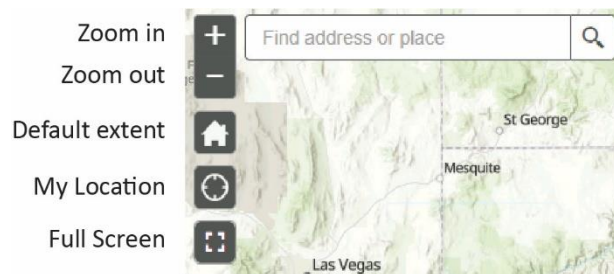 Zoom in
+
Find address or place
Zoom out
−
Default extent
St George
My Location
Mesquite
Full Screen
Las Vegas